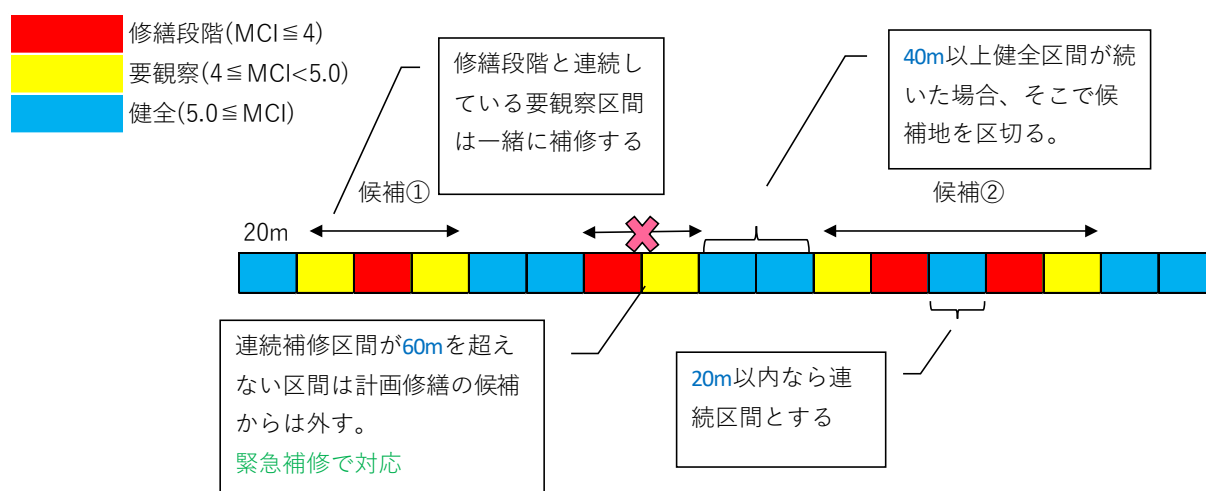 修繕段階(MCI≦4)
要観察(4≦MCI<5.0)
健全(5.0≦MCI)
修繕段階と連続し
ている要観察区間
は一緒に補修する
40m以上健全区間が続
いた場合、そこで候
補地を区切る。
候補①
候補②
20m
連続補修区間が60mを超え
ない区間は計画修繕の候補
からは外す。
緊急補修で対応
20m以内なら連
続区間とする